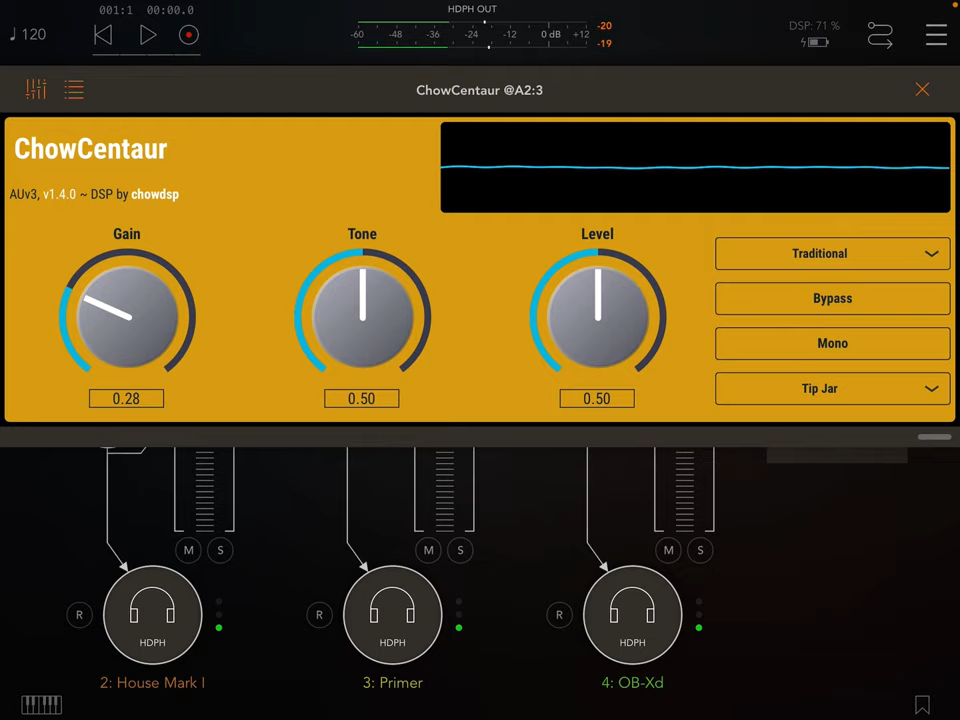 001:1 00:00.0
HDPH OUT
♩120
-60 -48 -36 -24 -12 0 dB +12
-20
-19
DSP: 71 %
ChowCentaur @A2:3
ChowCentaur
AUv3, v1.4.0 ~ DSP by chowdsp
Gain
Tone
Level
0.28
0.50
0.50
Traditional
Bypass
Mono
Tip Jar
M S
M S
M S
R
HDPH
R
HDPH
R
HDPH
2: House Mark I
3: Primer
4: OB-Xd